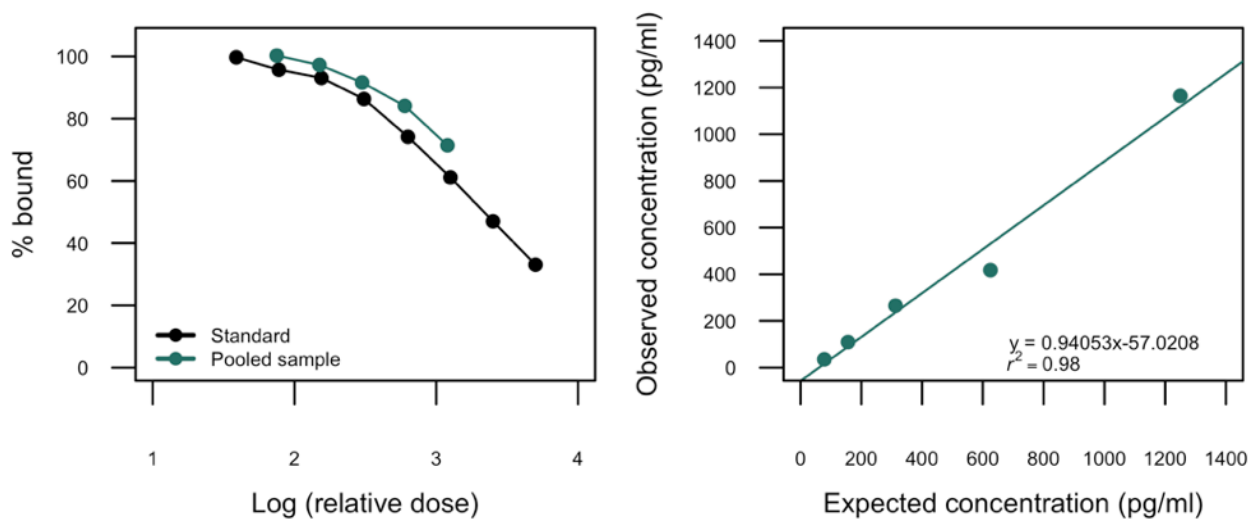 % bound
100
80
60
40
20
0
Standard
Pooled sample
1 2 3 4
Log (relative dose)
Observed concentration (pg/ml)
1400
1200
1000
800
600
400
200
0
y = 0.94053x-57.0208
r² = 0.98
0 200 400 600 800 1000 1200 1400
Expected concentration (pg/ml)